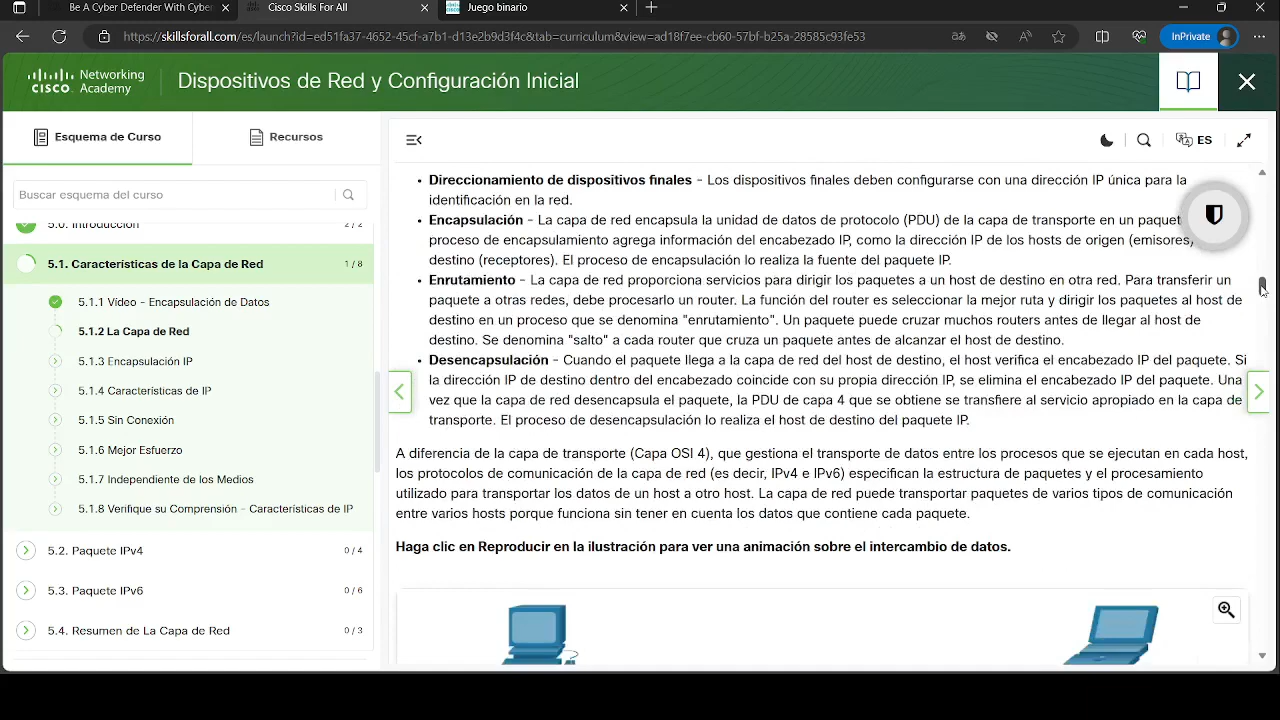 Be A Cyber Defender With Cyber
Cisco Skills For All
Juego binario
https://skillsforall.com/es/launch?id=ed51fa37-4652-45cf-a7b1-d13e2b9d3f4c&tab=curriculum&view=ad18f7ee-cb60-57bf-b25a-28585c93fe53
InPrivate
CISCO Networking Academy
Dispositivos de Red y Configuración Inicial
Esquema de Curso
Recursos
Buscar esquema del curso
5.0. Introducción 2 / 2
5.1. Características de la Capa de Red 1 / 8
5.1.1 Vídeo - Encapsulación de Datos
5.1.2 La Capa de Red
5.1.3 Encapsulación IP
5.1.4 Características de IP
5.1.5 Sin Conexión
5.1.6 Mejor Esfuerzo
5.1.7 Independiente de los Medios
5.1.8 Verifique su Comprensión - Características de IP
5.2. Paquete IPv4 0 / 4
5.3. Paquete IPv6 0 / 6
5.4. Resumen de La Capa de Red 0 / 3
ES
• Direccionamiento de dispositivos finales - Los dispositivos finales deben configurarse con una dirección IP única para la
identificación en la red.
• Encapsulación - La capa de red encapsula la unidad de datos de protocolo (PDU) de la capa de transporte en un paquet
proceso de encapsulamiento agrega información del encabezado IP, como la dirección IP de los hosts de origen (emisores)
destino (receptores). El proceso de encapsulación lo realiza la fuente del paquete IP.
• Enrutamiento - La capa de red proporciona servicios para dirigir los paquetes a un host de destino en otra red. Para transferir un
paquete a otras redes, debe procesarlo un router. La función del router es seleccionar la mejor ruta y dirigir los paquetes al host de
destino en un proceso que se denomina "enrutamiento". Un paquete puede cruzar muchos routers antes de llegar al host de
destino. Se denomina "salto" a cada router que cruza un paquete antes de alcanzar el host de destino.
• Desencapsulación - Cuando el paquete llega a la capa de red del host de destino, el host verifica el encabezado IP del paquete. Si
la dirección IP de destino dentro del encabezado coincide con su propia dirección IP, se elimina el encabezado IP del paquete. Una
vez que la capa de red desencapsula el paquete, la PDU de capa 4 que se obtiene se transfiere al servicio apropiado en la capa de
transporte. El proceso de desencapsulación lo realiza el host de destino del paquete IP.
A diferencia de la capa de transporte (Capa OSI 4), que gestiona el transporte de datos entre los procesos que se ejecutan en cada host,
los protocolos de comunicación de la capa de red (es decir, IPv4 e IPv6) especifican la estructura de paquetes y el procesamiento
utilizado para transportar los datos de un host a otro host. La capa de red puede transportar paquetes de varios tipos de comunicación
entre varios hosts porque funciona sin tener en cuenta los datos que contiene cada paquete.
Haga clic en Reproducir en la ilustración para ver una animación sobre el intercambio de datos.